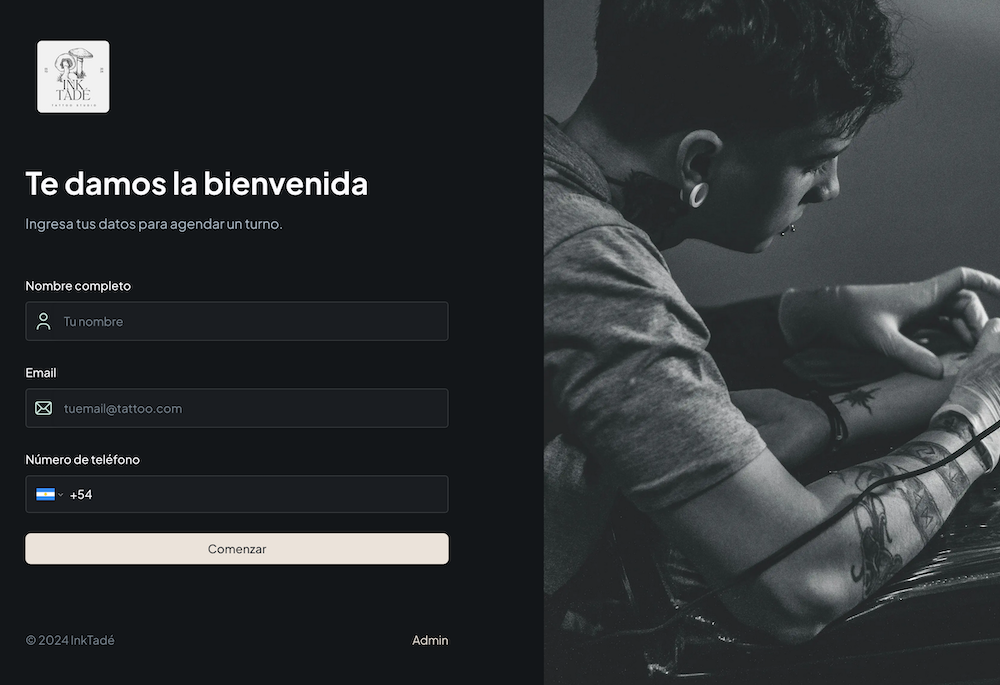 INK
TADÉ
TATTOO STUDIO
Te damos la bienvenida
Ingresa tus datos para agendar un turno.
Nombre completo
Tu nombre
Email
tuemail@tattoo.com
Número de teléfono
+54
Comenzar
© 2024 InkTadé
Admin